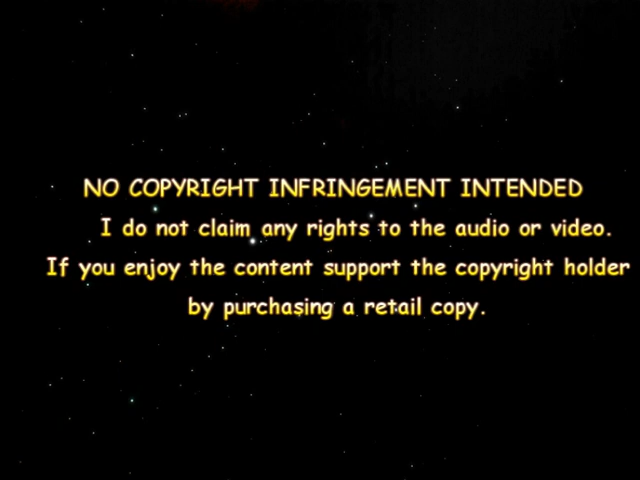 NO COPYRIGHT INFRINGEMENT INTENDED
I do not claim any rights to the audio or video.
If you enjoy the content support the copyright holder
by purchasing a retail copy.